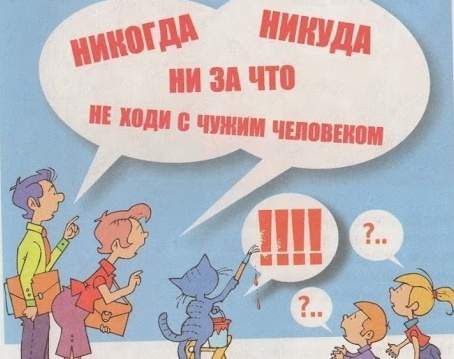 НИКОГДА НИКУДА
НИ ЗА ЧТО
НЕ ХОДИ С ЧУЖИМ ЧЕЛОВЕКОМ
!!!!
?..
?..